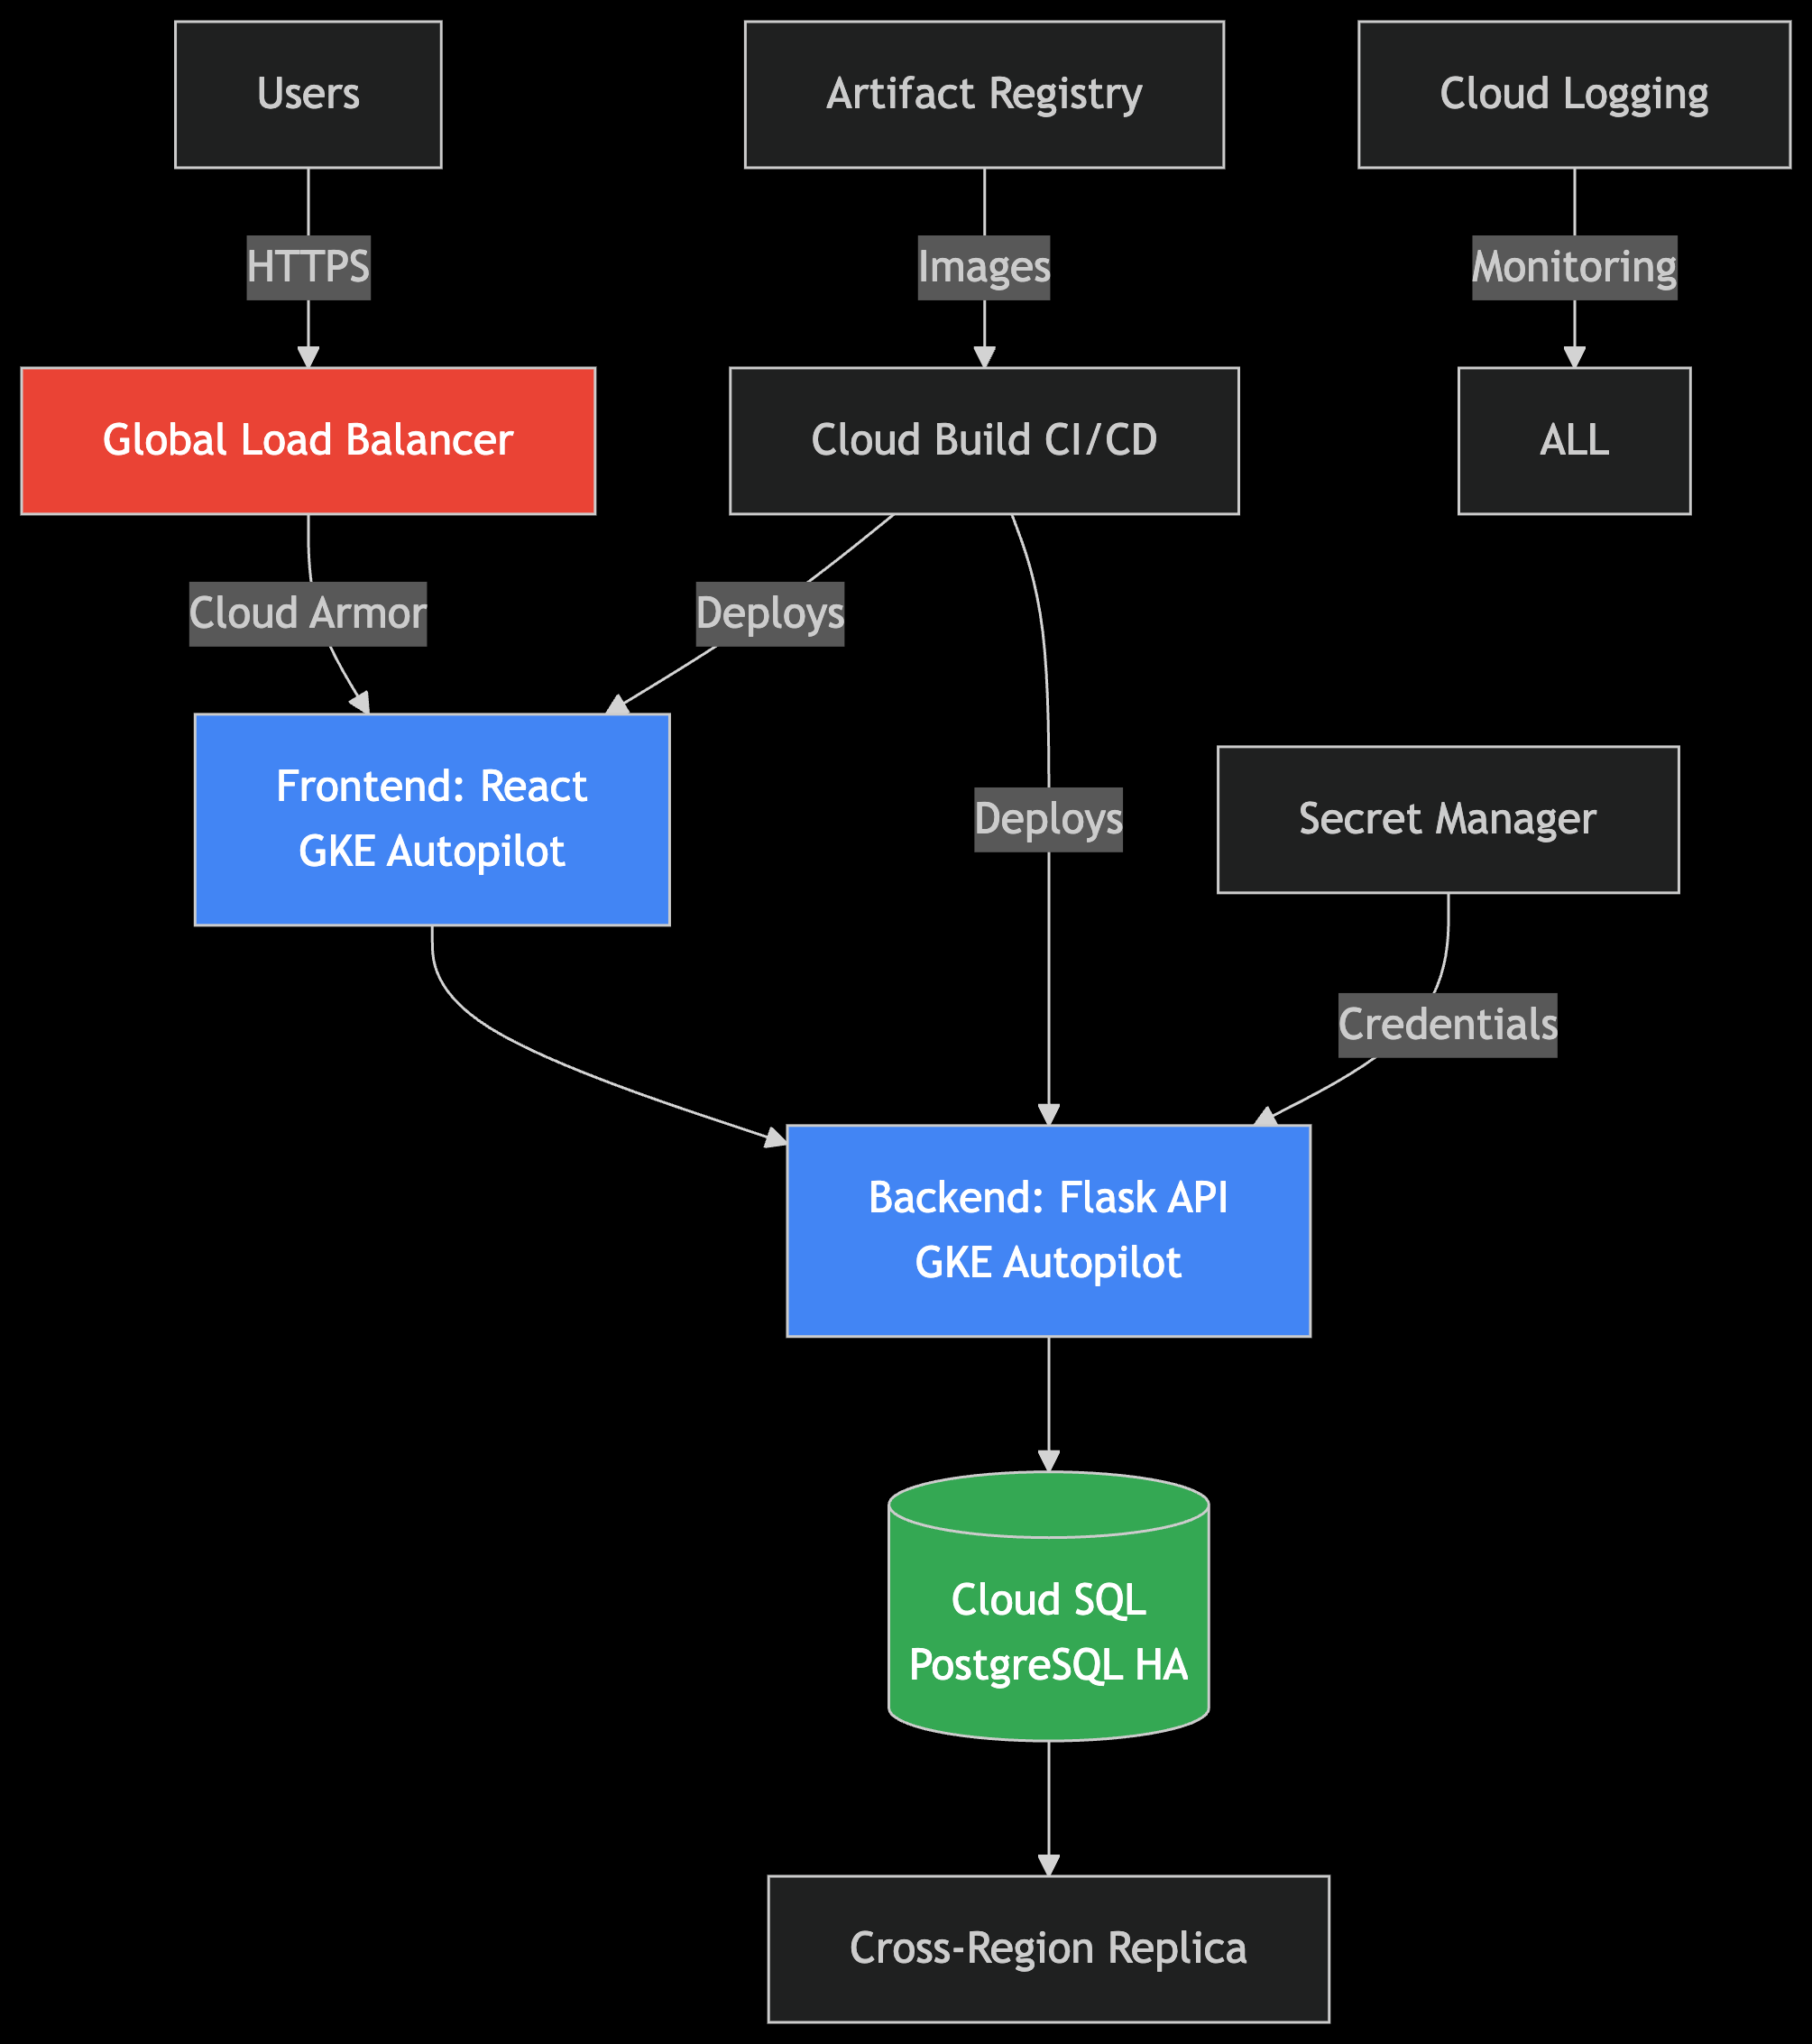 Users
Artifact Registry
Cloud Logging
HTTPS
Images
Monitoring
Global Load Balancer
Cloud Build CI/CD
ALL
Cloud Armor
Deploys
Frontend: React
GKE Autopilot
Deploys
Secret Manager
Credentials
Backend: Flask API
GKE Autopilot
Cloud SQL
PostgreSQL HA
Cross-Region Replica